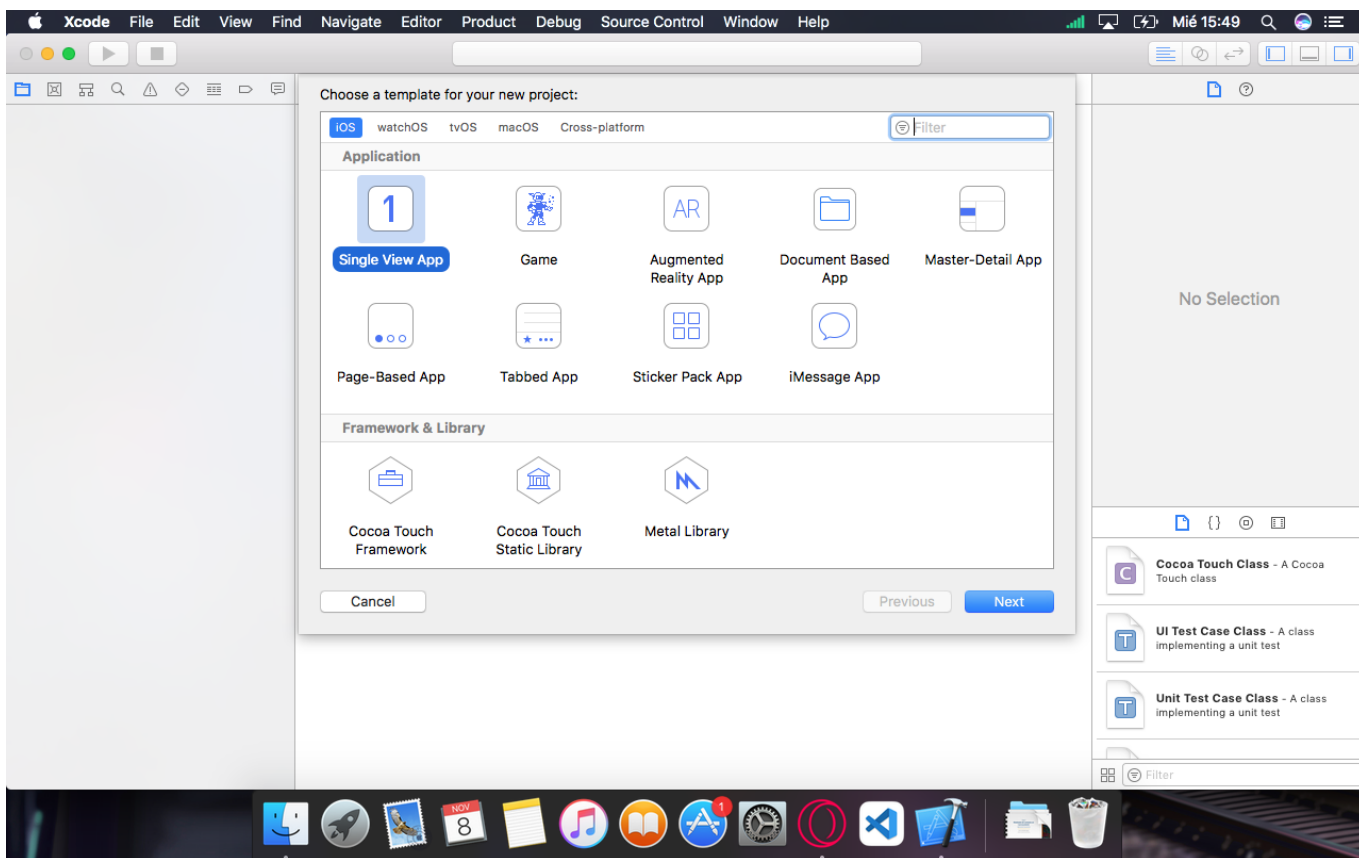 Xcode File Edit View Find Navigate Editor Product Debug Source Control Window Help Mié 15:49
Choose a template for your new project:
iOS watchOS tvOS macOS Cross-platform Filter
Application
1 AR
Single View App Game Augmented Reality App Document Based App Master-Detail App
Page-Based App Tabbed App Sticker Pack App iMessage App
Framework & Library
Cocoa Touch Framework Cocoa Touch Static Library Metal Library
Cancel Previous Next
No Selection
{}
C
Cocoa Touch Class - A Cocoa
Touch class
T
UI Test Case Class - A class
implementing a unit test
T
Unit Test Case Class - A class
implementing a unit test
Filter
NOV
8
1